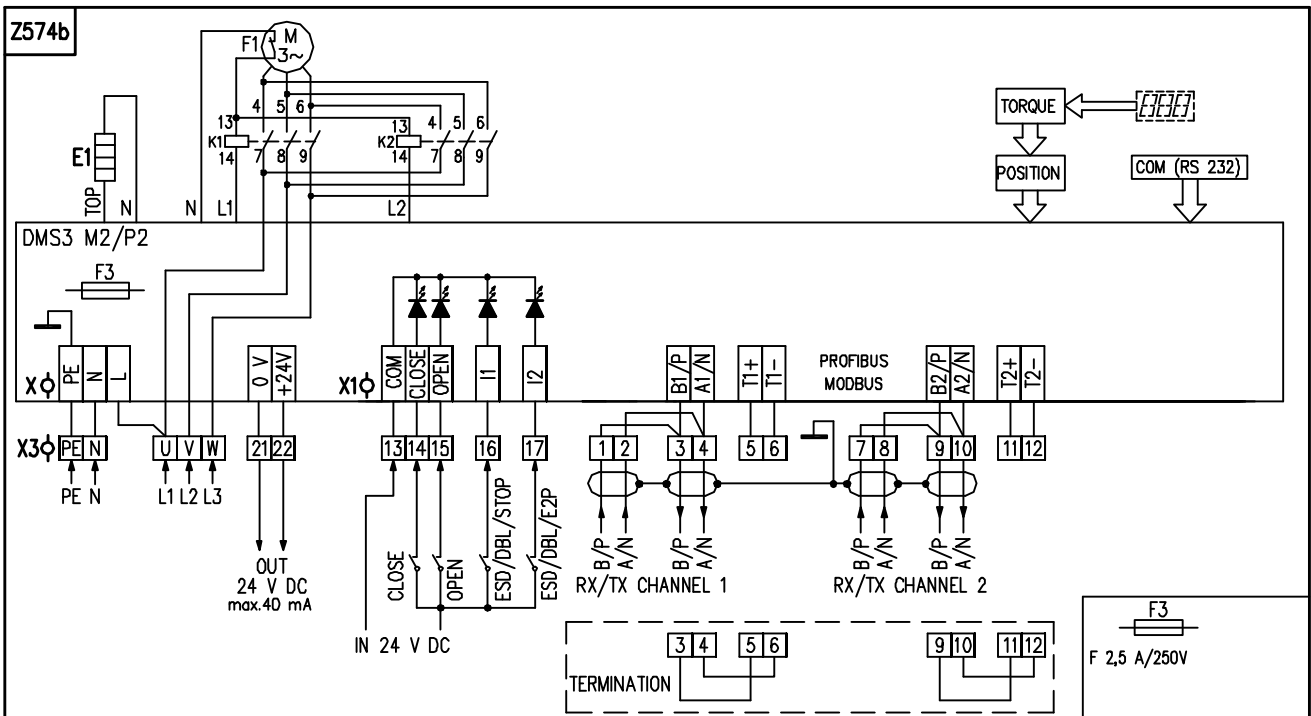 Z574b
F1 M
3~
4 5 6
13
K1
14
7 8 9
13 4 5 6
K2
14 7 8 9
E1
TOP N N L1 L2
TORQUE
POSITION
COM (RS 232)
DMS3 M2/P2
F3
X PE N L
0 V +24V
X1 COM CLOSE OPEN I1 I2
B1/P A1/N T1+ T1-
PROFIBUS
MODBUS
B2/P A2/N T2+ T2-
X3 PE N U V W 21 22 13 14 15 16 17 1 2 3 4 5 6 7 8 9 10 11 12
PE N L1 L2 L3
OUT
24 V DC
max.40 mA
CLOSE
OPEN
ESD/DBL/STOP
ESD/DBL/E2P
IN 24 V DC
B/P A/N B/P A/N
RX/TX CHANNEL 1
B/P A/N B/P A/N
RX/TX CHANNEL 2
TERMINATION
3 4 5 6 9 10 11 12
F3
F 2,5 A/250V